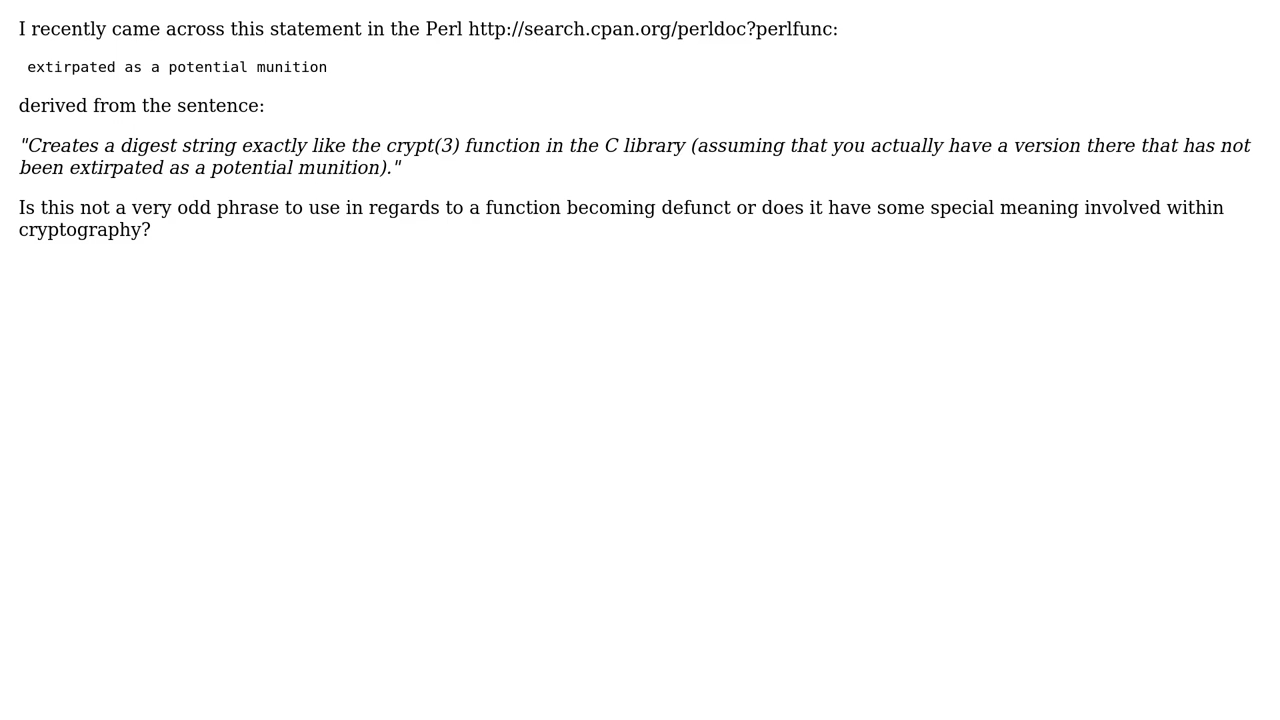 I recently came across this statement in the Perl http://search.cpan.org/perldoc?perlfunc:
extirpated as a potential munition
derived from the sentence:
"Creates a digest string exactly like the crypt(3) function in the C library (assuming that you actually have a version there that has not
been extirpated as a potential munition)."
Is this not a very odd phrase to use in regards to a function becoming defunct or does it have some special meaning involved within
cryptography?